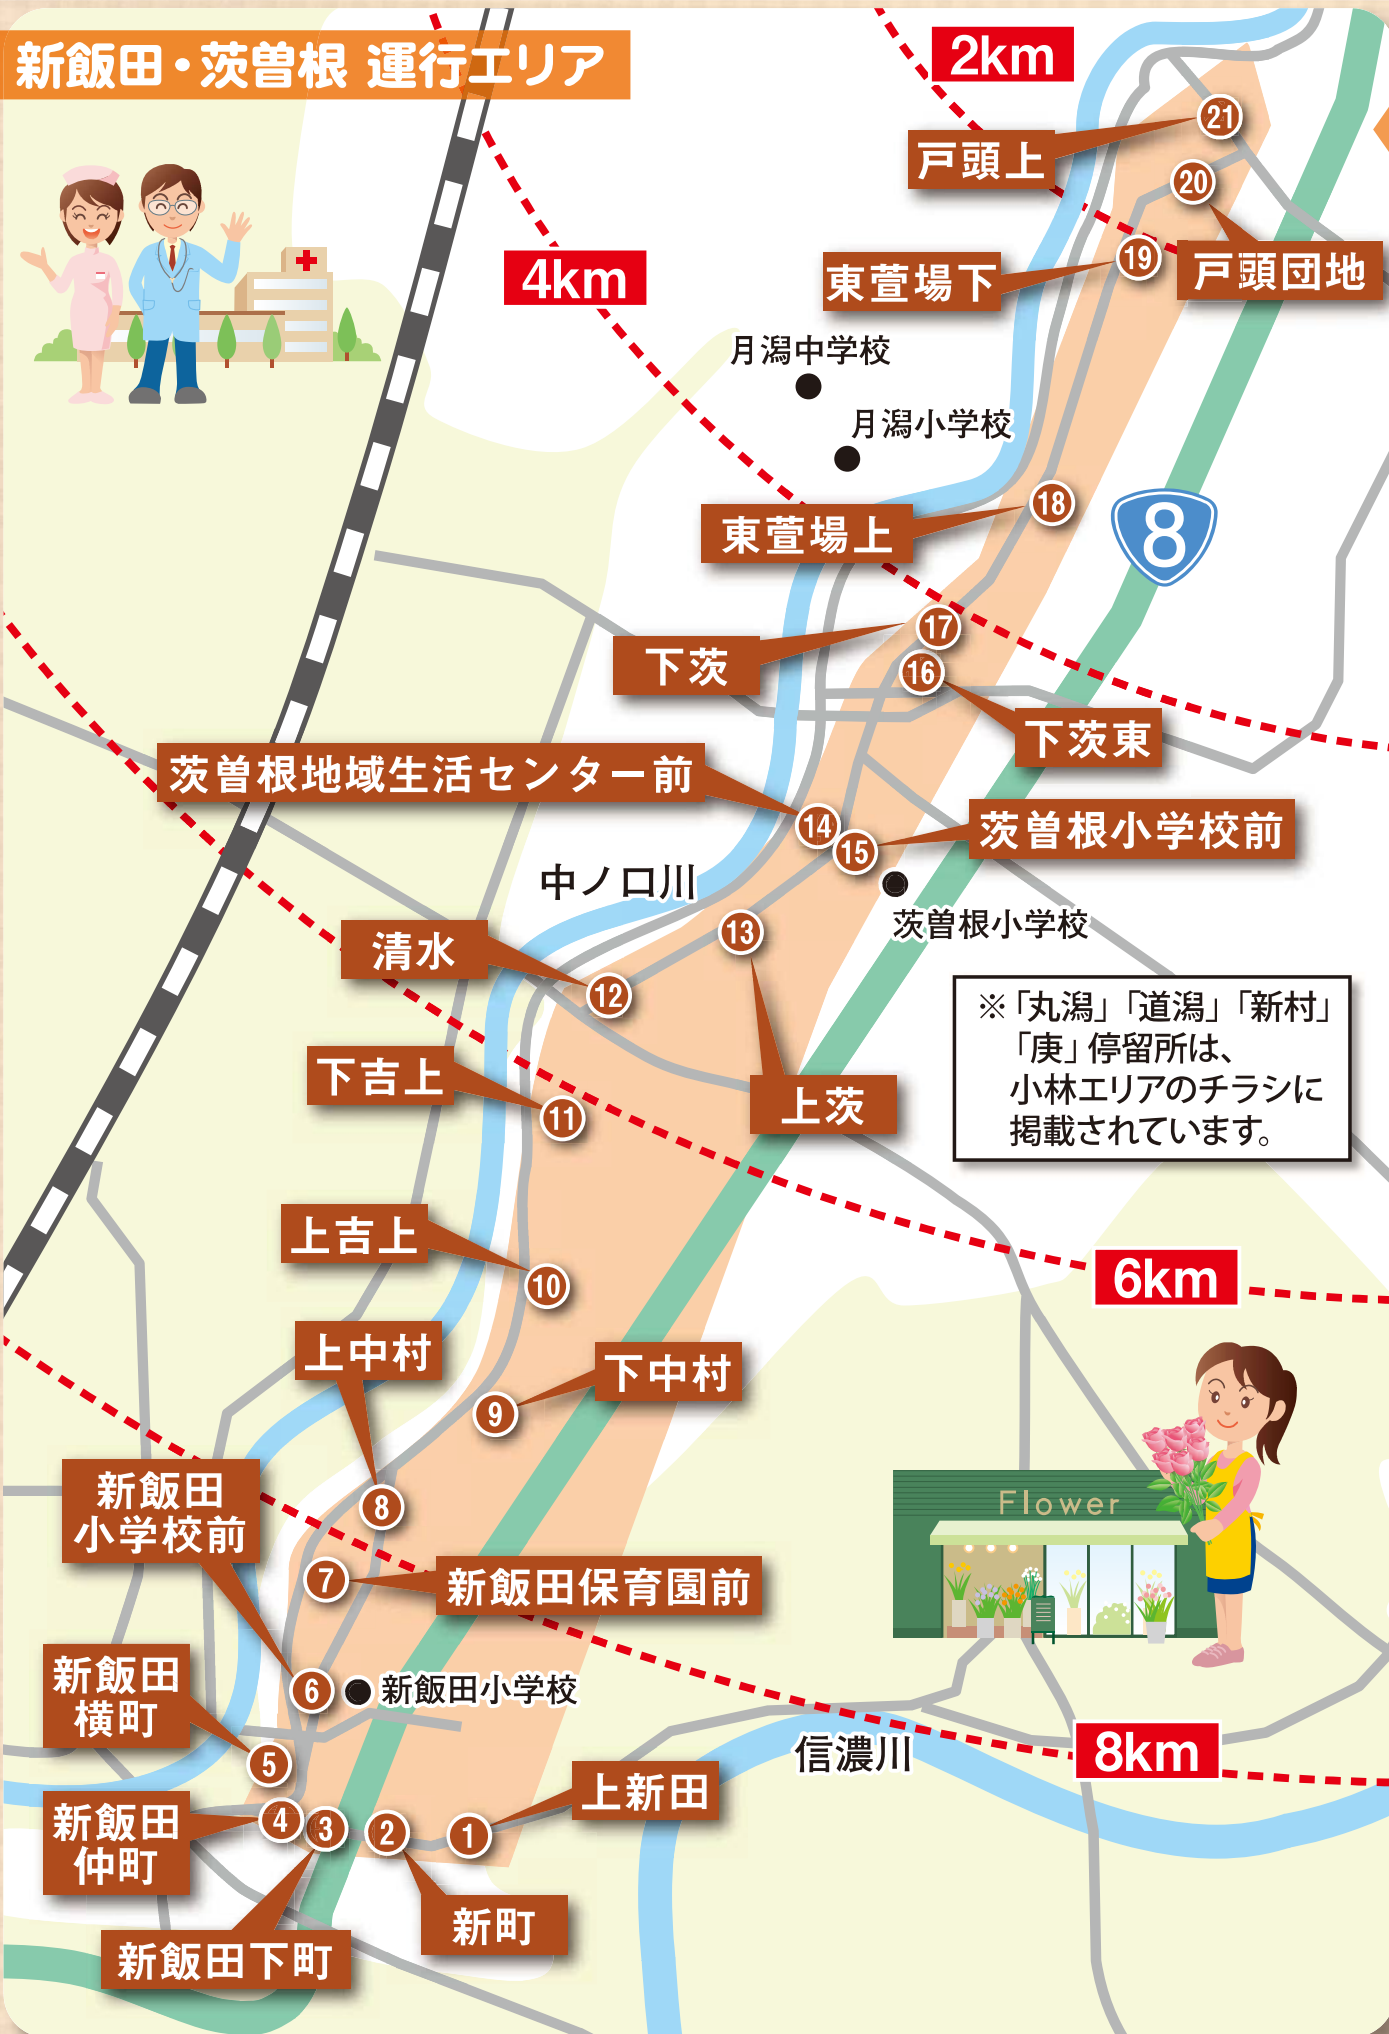 新飯田・茨曽根 運行エリア
2km
21
戸頭上
20
戸頭団地
19
東萱場下
4km
月潟中学校
月潟小学校
18
東萱場上
8
17
下茨
16
下茨東
茨曽根地域生活センター前
14
15
茨曽根小学校前
中ノ口川
茨曽根小学校
13
清水
12
※「丸潟」「道潟」「新村」
「庚」停留所は、
小林エリアのチラシに
掲載されています。
下吉上
11
上茨
上吉上
10
6km
上中村
下中村
9
新飯田
小学校前
8
Flower
7
新飯田保育園前
新飯田
横町
6
新飯田小学校
8km
信濃川
5
上新田
新飯田
仲町
4
3
2
1
新町
新飯田下町